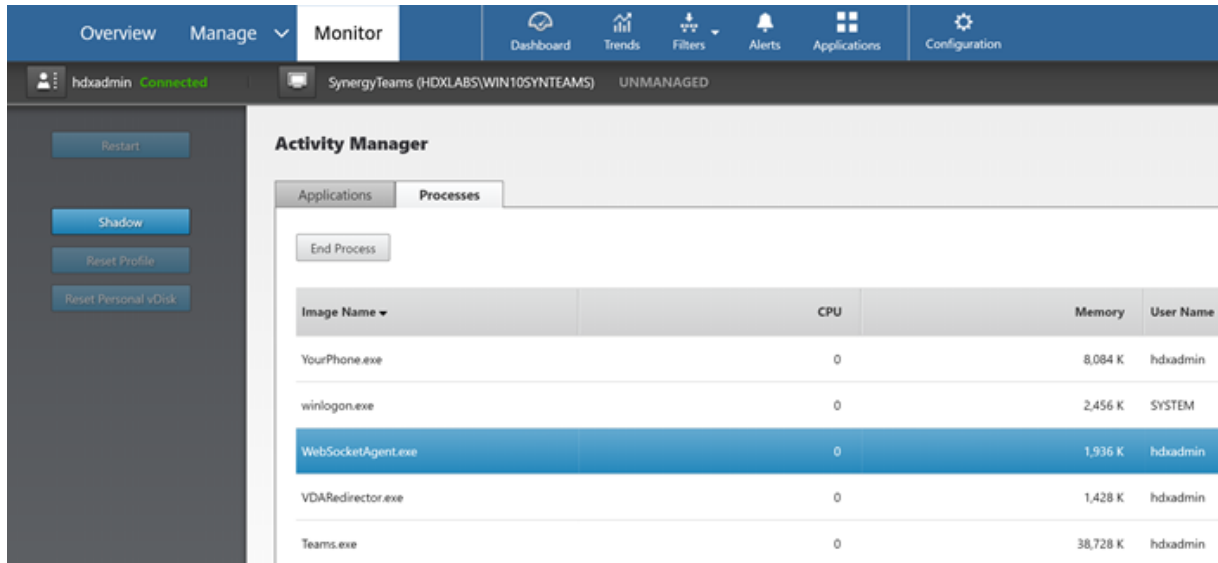 Overview Manage Monitor Dashboard Trends Filters Alerts Applications Configuration
hdxadmin Connected SynergyTeams (HDXLABS\WIN10SYNTEAMS) UNMANAGED
Restart
Shadow
Reset Profile
Reset Personal vDisk
Activity Manager
Applications Processes
End Process
Image Name CPU Memory User Name
YourPhone.exe 0 8,084 K hdxadmin
winlogon.exe 0 2,456 K SYSTEM
WebSocketAgent.exe 0 1,936 K hdxadmin
VDARedirector.exe 0 1,428 K hdxadmin
Teams.exe 0 38,728 K hdxadmin